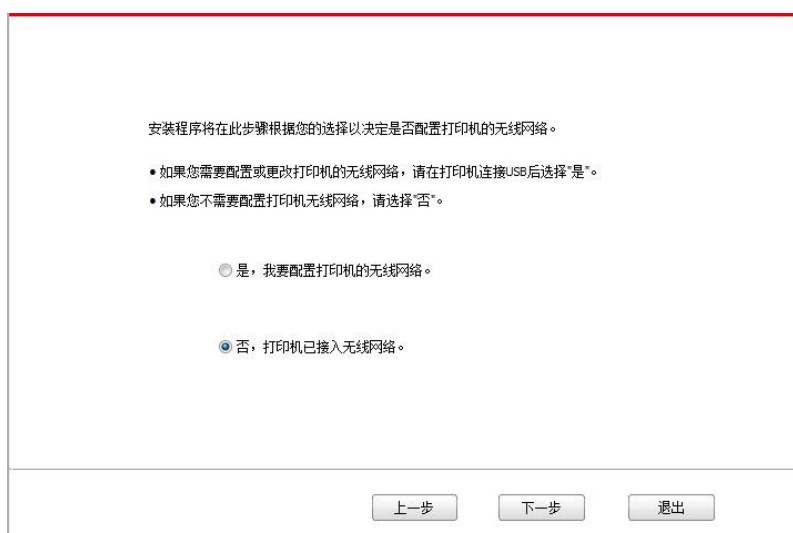 安装程序将在此步骤根据您的选择以决定是否配置打印机的无线网络。
•如果您需要配置或更改打印机的无线网络，请在打印机连接USB后选择"是"。
•如果您不需要配置打印机无线网络，请选择"否"。
是，我要配置打印机的无线网络。
否，打印机已接入无线网络。
上一步 下一步 退出